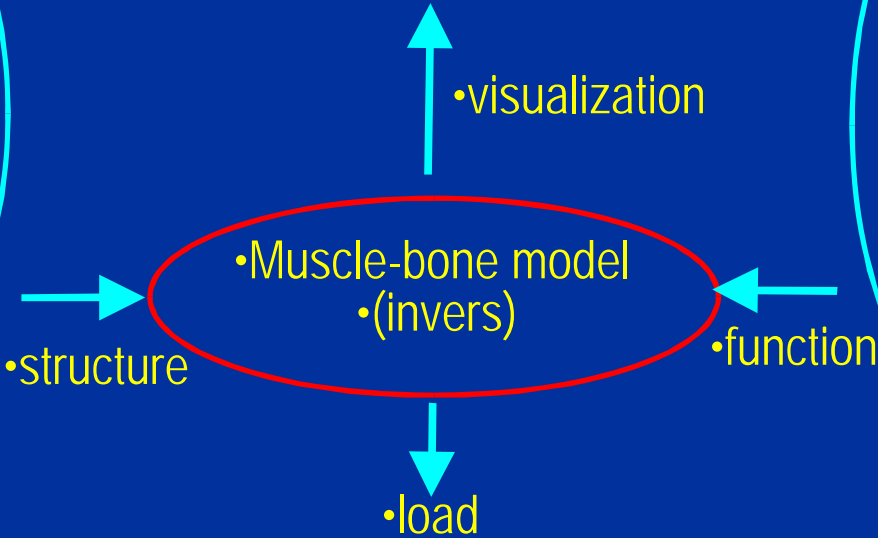 •visualization
•Muscle-bone model
•(invers)
•structure
•function
•load